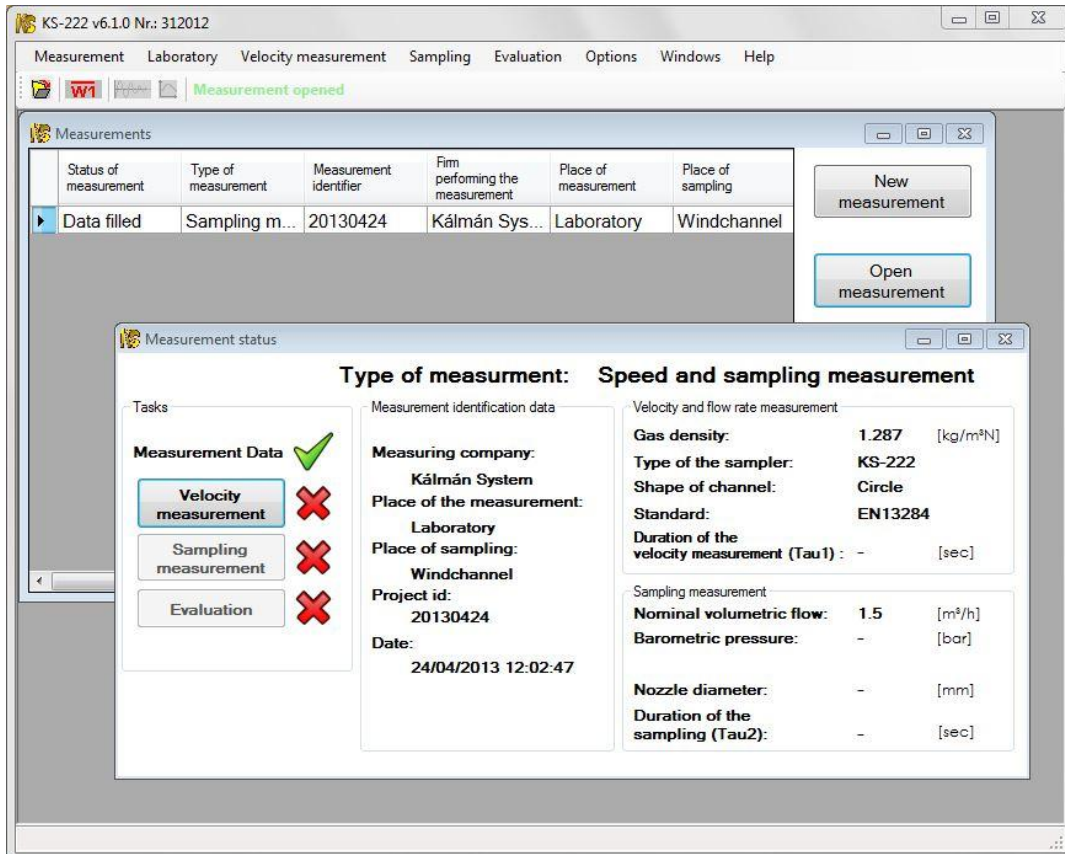 KS-222 v6.1.0 Nr.: 312012
Measurement Laboratory Velocity measurement Sampling Evaluation Options Windows Help
W1 Measurement opened
Measurements
Status of measurement Type of measurement Measurement identifier Firm performing the measurement Place of measurement Place of sampling
Data filled Sampling m... 20130424 Kálmán Sys... Laboratory Windchannel
New
measurement
Open
measurement
Measurement status
Type of measurment: Speed and sampling measurement
Tasks
Measurement Data
Velocity
measurement
Sampling
measurement
Evaluation
Measurement identification data
Measuring company:
Kálmán System
Place of the measurement:
Laboratory
Place of sampling:
Windchannel
Project id:
20130424
Date:
24/04/2013 12:02:47
Velocity and flow rate measurement
Gas density: 1.287 [kg/m³N]
Type of the sampler: KS-222
Shape of channel: Circle
Standard: EN13284
Duration of the
velocity measurement (Tau1) : - [sec]
Sampling measurement
Nominal volumetric flow: 1.5 [m³/h]
Barometric pressure: - [bar]
Nozzle diameter: - [mm]
Duration of the
sampling (Tau2): - [sec]